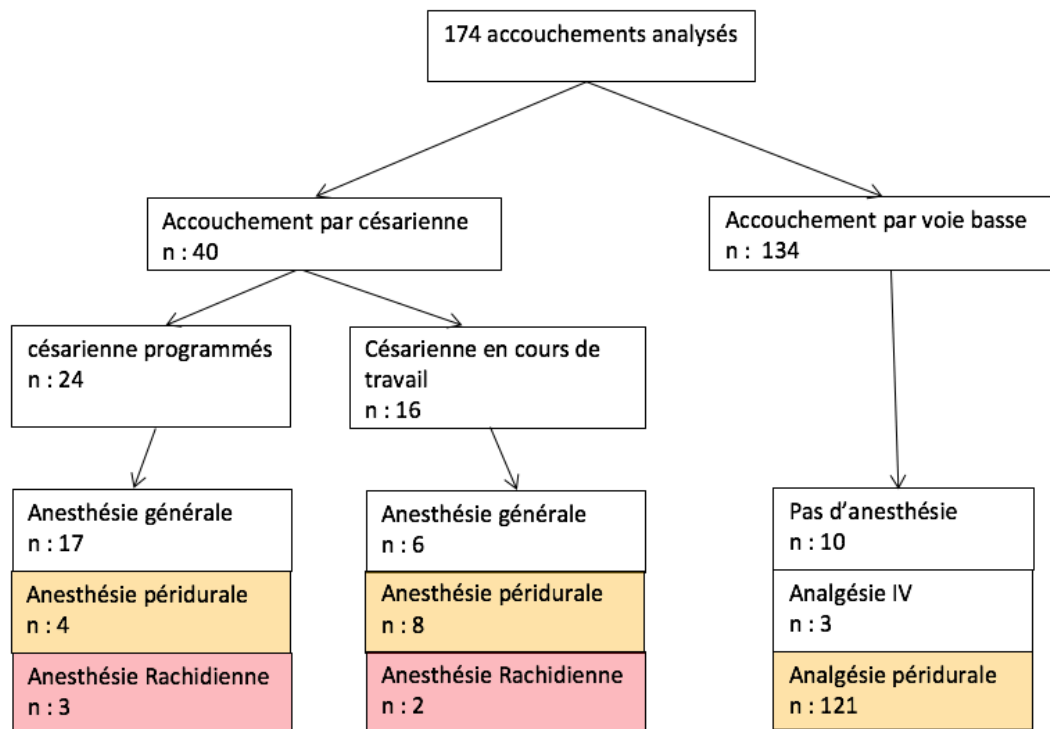 174 accouchements analysés
Accouchement par césarienne
n : 40
Accouchement par voie basse
n :  134
césarienne programmés
n : 24
Césarienne en cours de
travail
n : 16
Anesthésie générale
n : 17
Anesthésie péridurale
n : 4
Anesthésie Rachidienne
n : 3
Anesthésie générale
n : 6
Anesthésie péridurale
n : 8
Anesthésie Rachidienne
n : 2
Pas d’anesthésie
n : 10
Analgésie IV
n : 3
Analgésie péridurale
n : 121